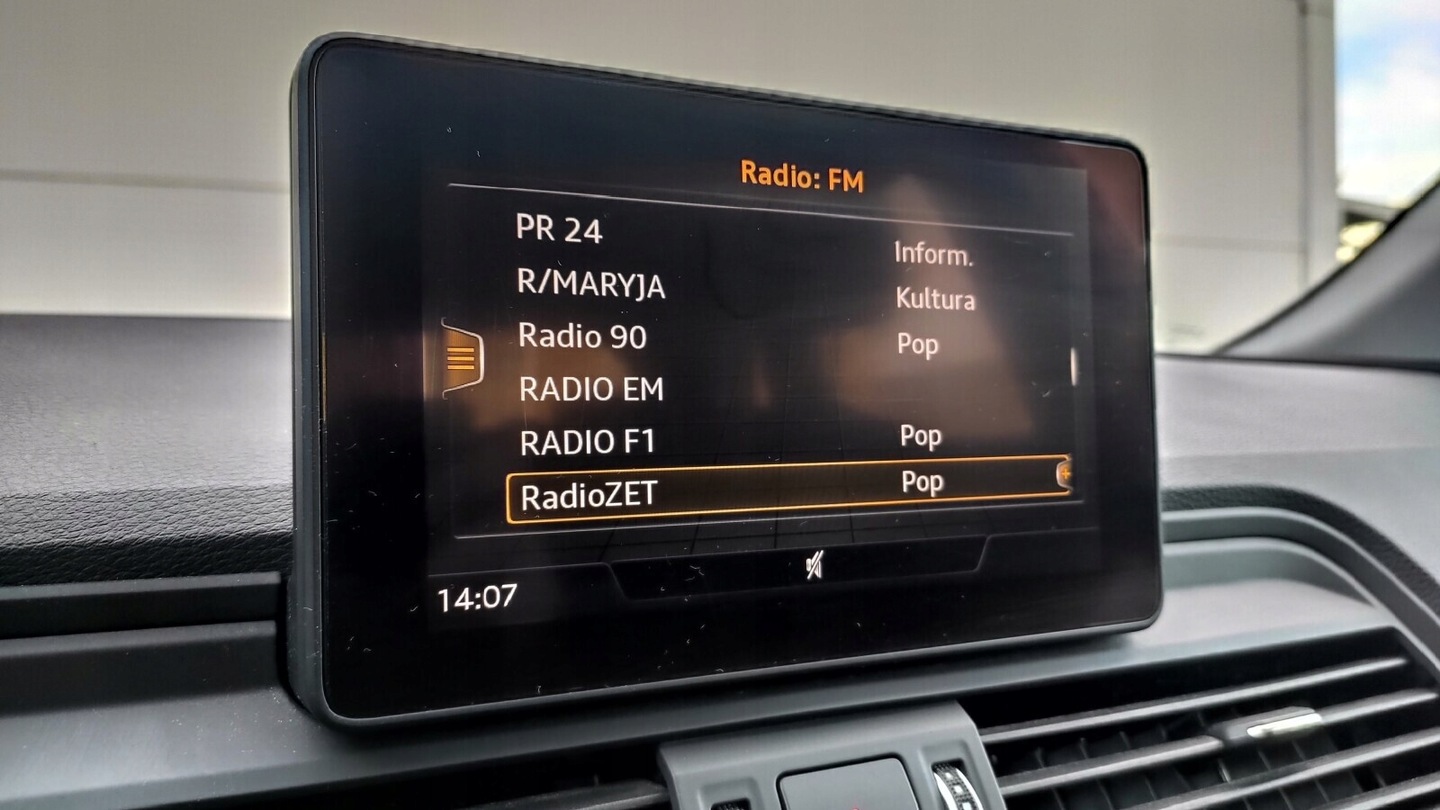 Radio: FM
PR 24 Inform.
R/MARYJA Kultura
Radio 90 Pop
RADIO EM
RADIO F1 Pop
RadioZET Pop
14:07